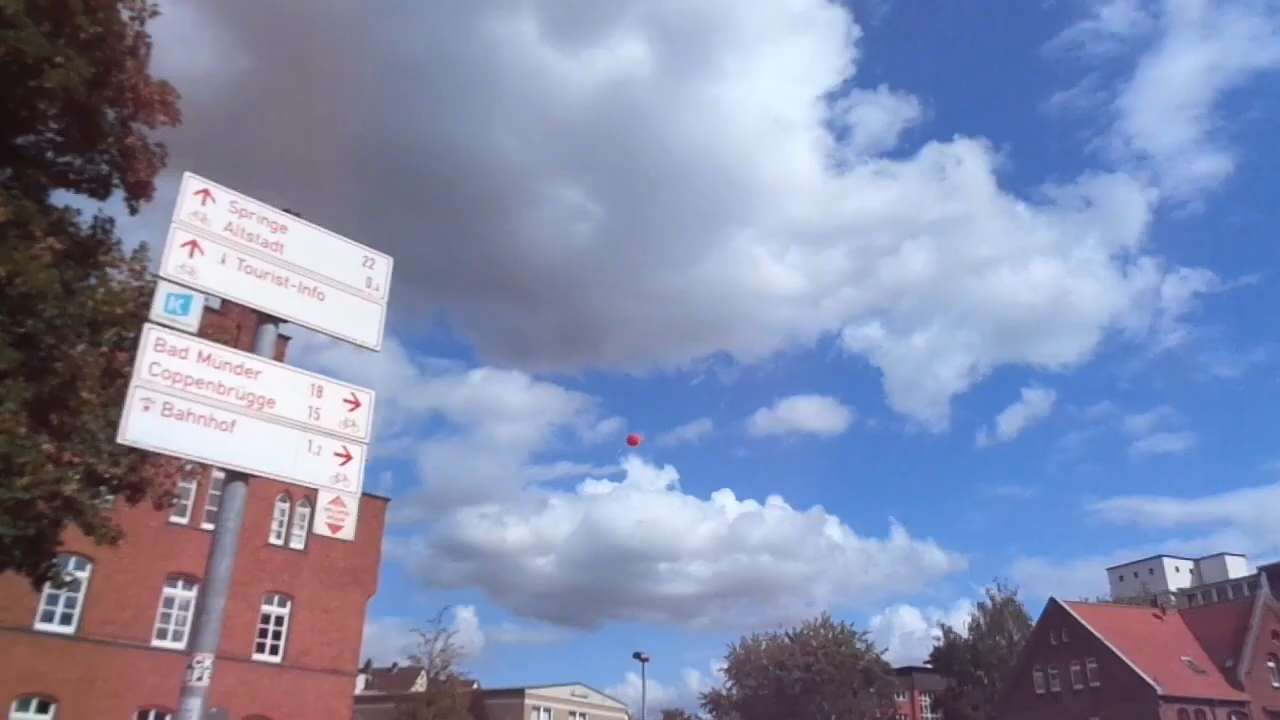 Springe 22
Altstadt 0,4
i Tourist-Info
K
Bad Münder 18
Coppenbrügge 15
Bahnhof 1,2